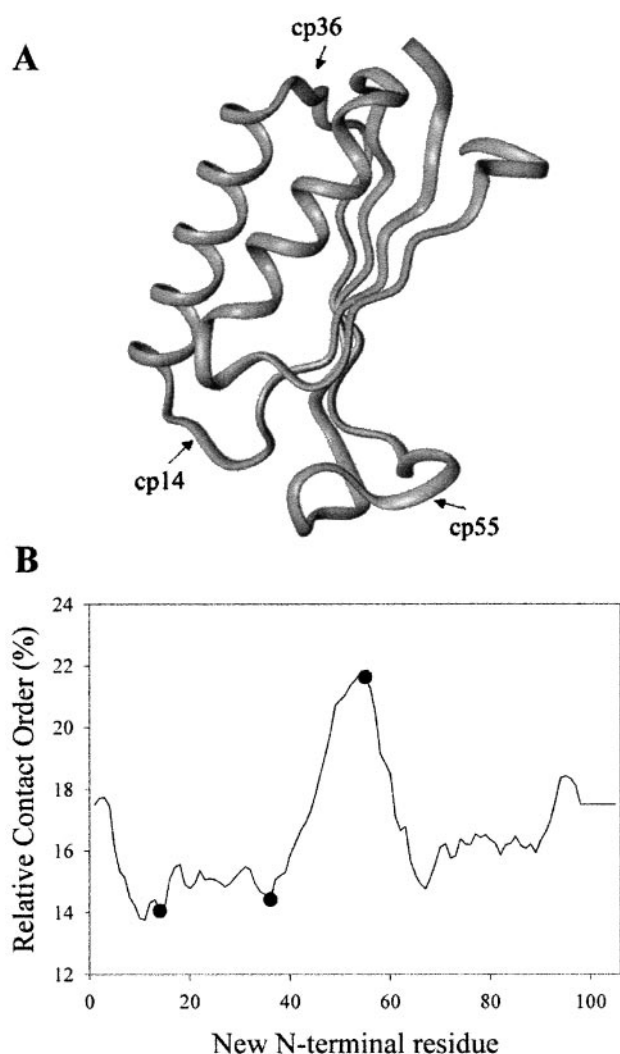 A
cp36
cp14
cp55
B
Relative Contact Order (%)
24
22
20
18
16
14
12
0 20 40 60 80 100
New N-terminal residue